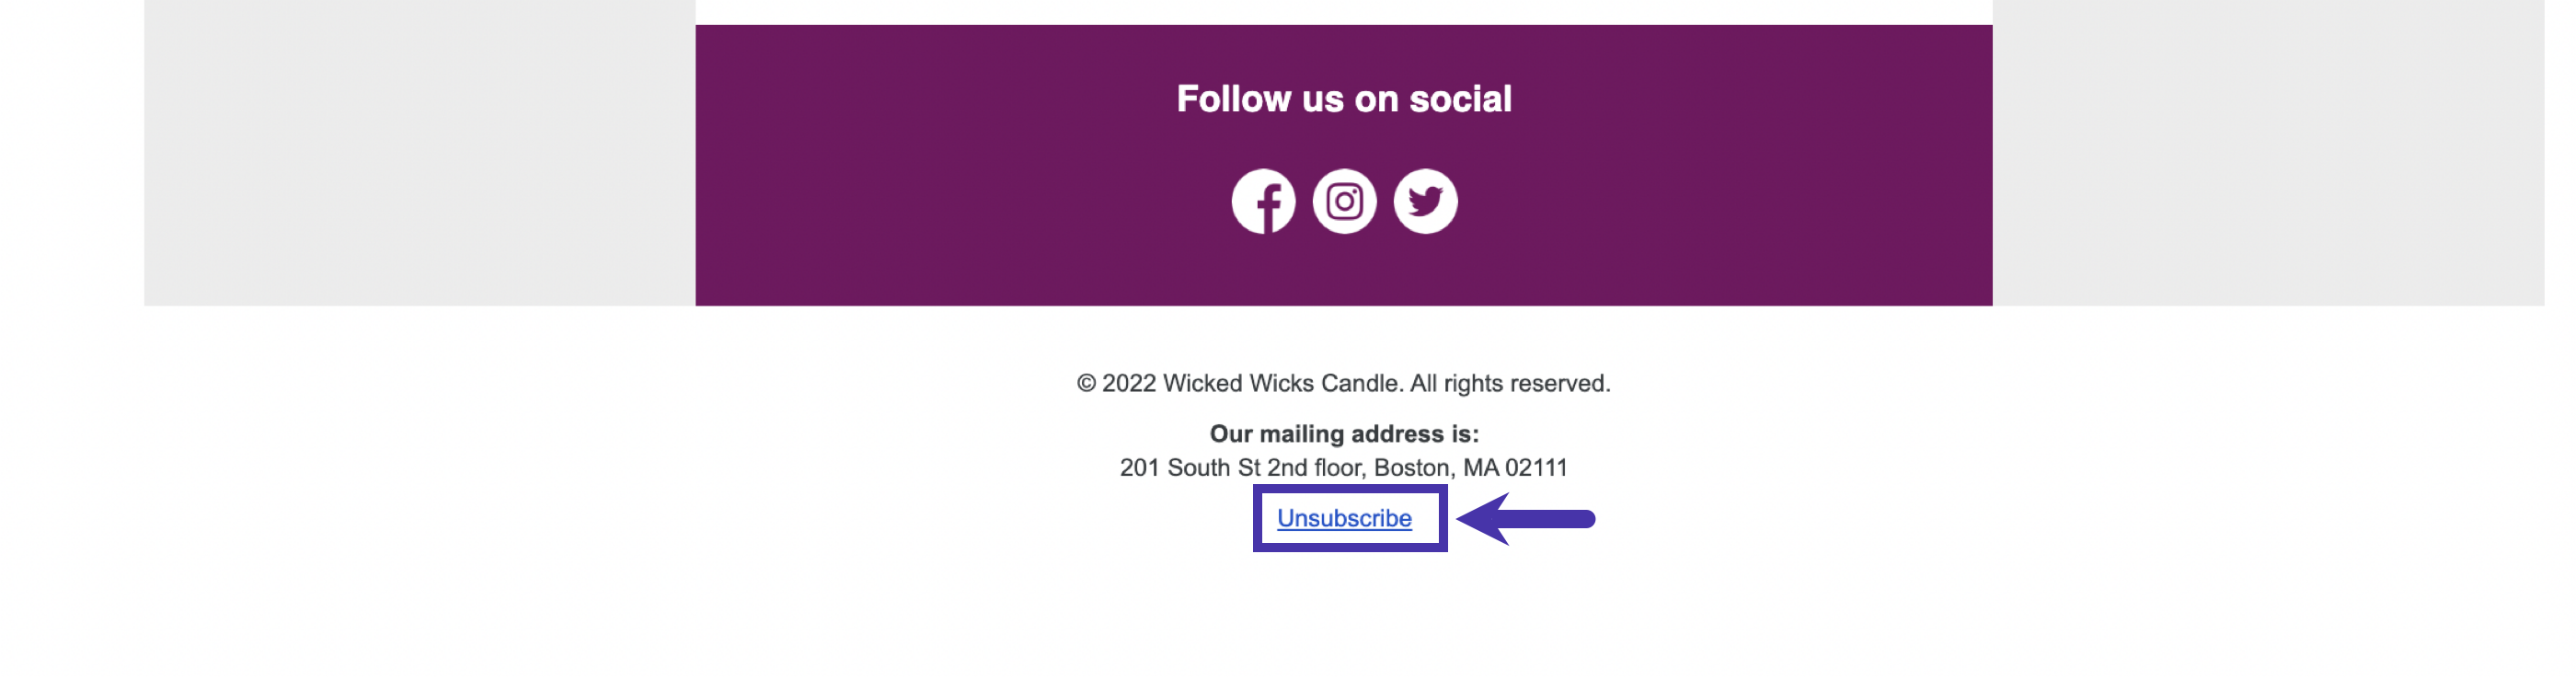 Follow us on social
© 2022 Wicked Wicks Candle. All rights reserved.
Our mailing address is:
201 South St 2nd floor, Boston, MA 02111
Unsubscribe